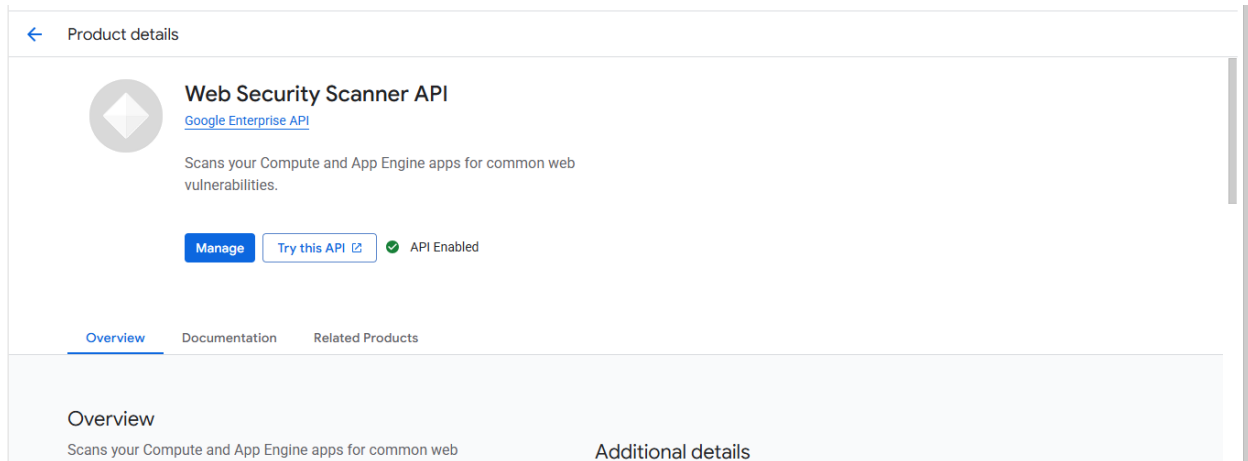 Product details
Web Security Scanner API
Google Enterprise API
Scans your Compute and App Engine apps for common web
vulnerabilities.
Manage
Try this API
API Enabled
Overview
Documentation
Related Products
Overview
Scans your Compute and App Engine apps for common web
Additional details